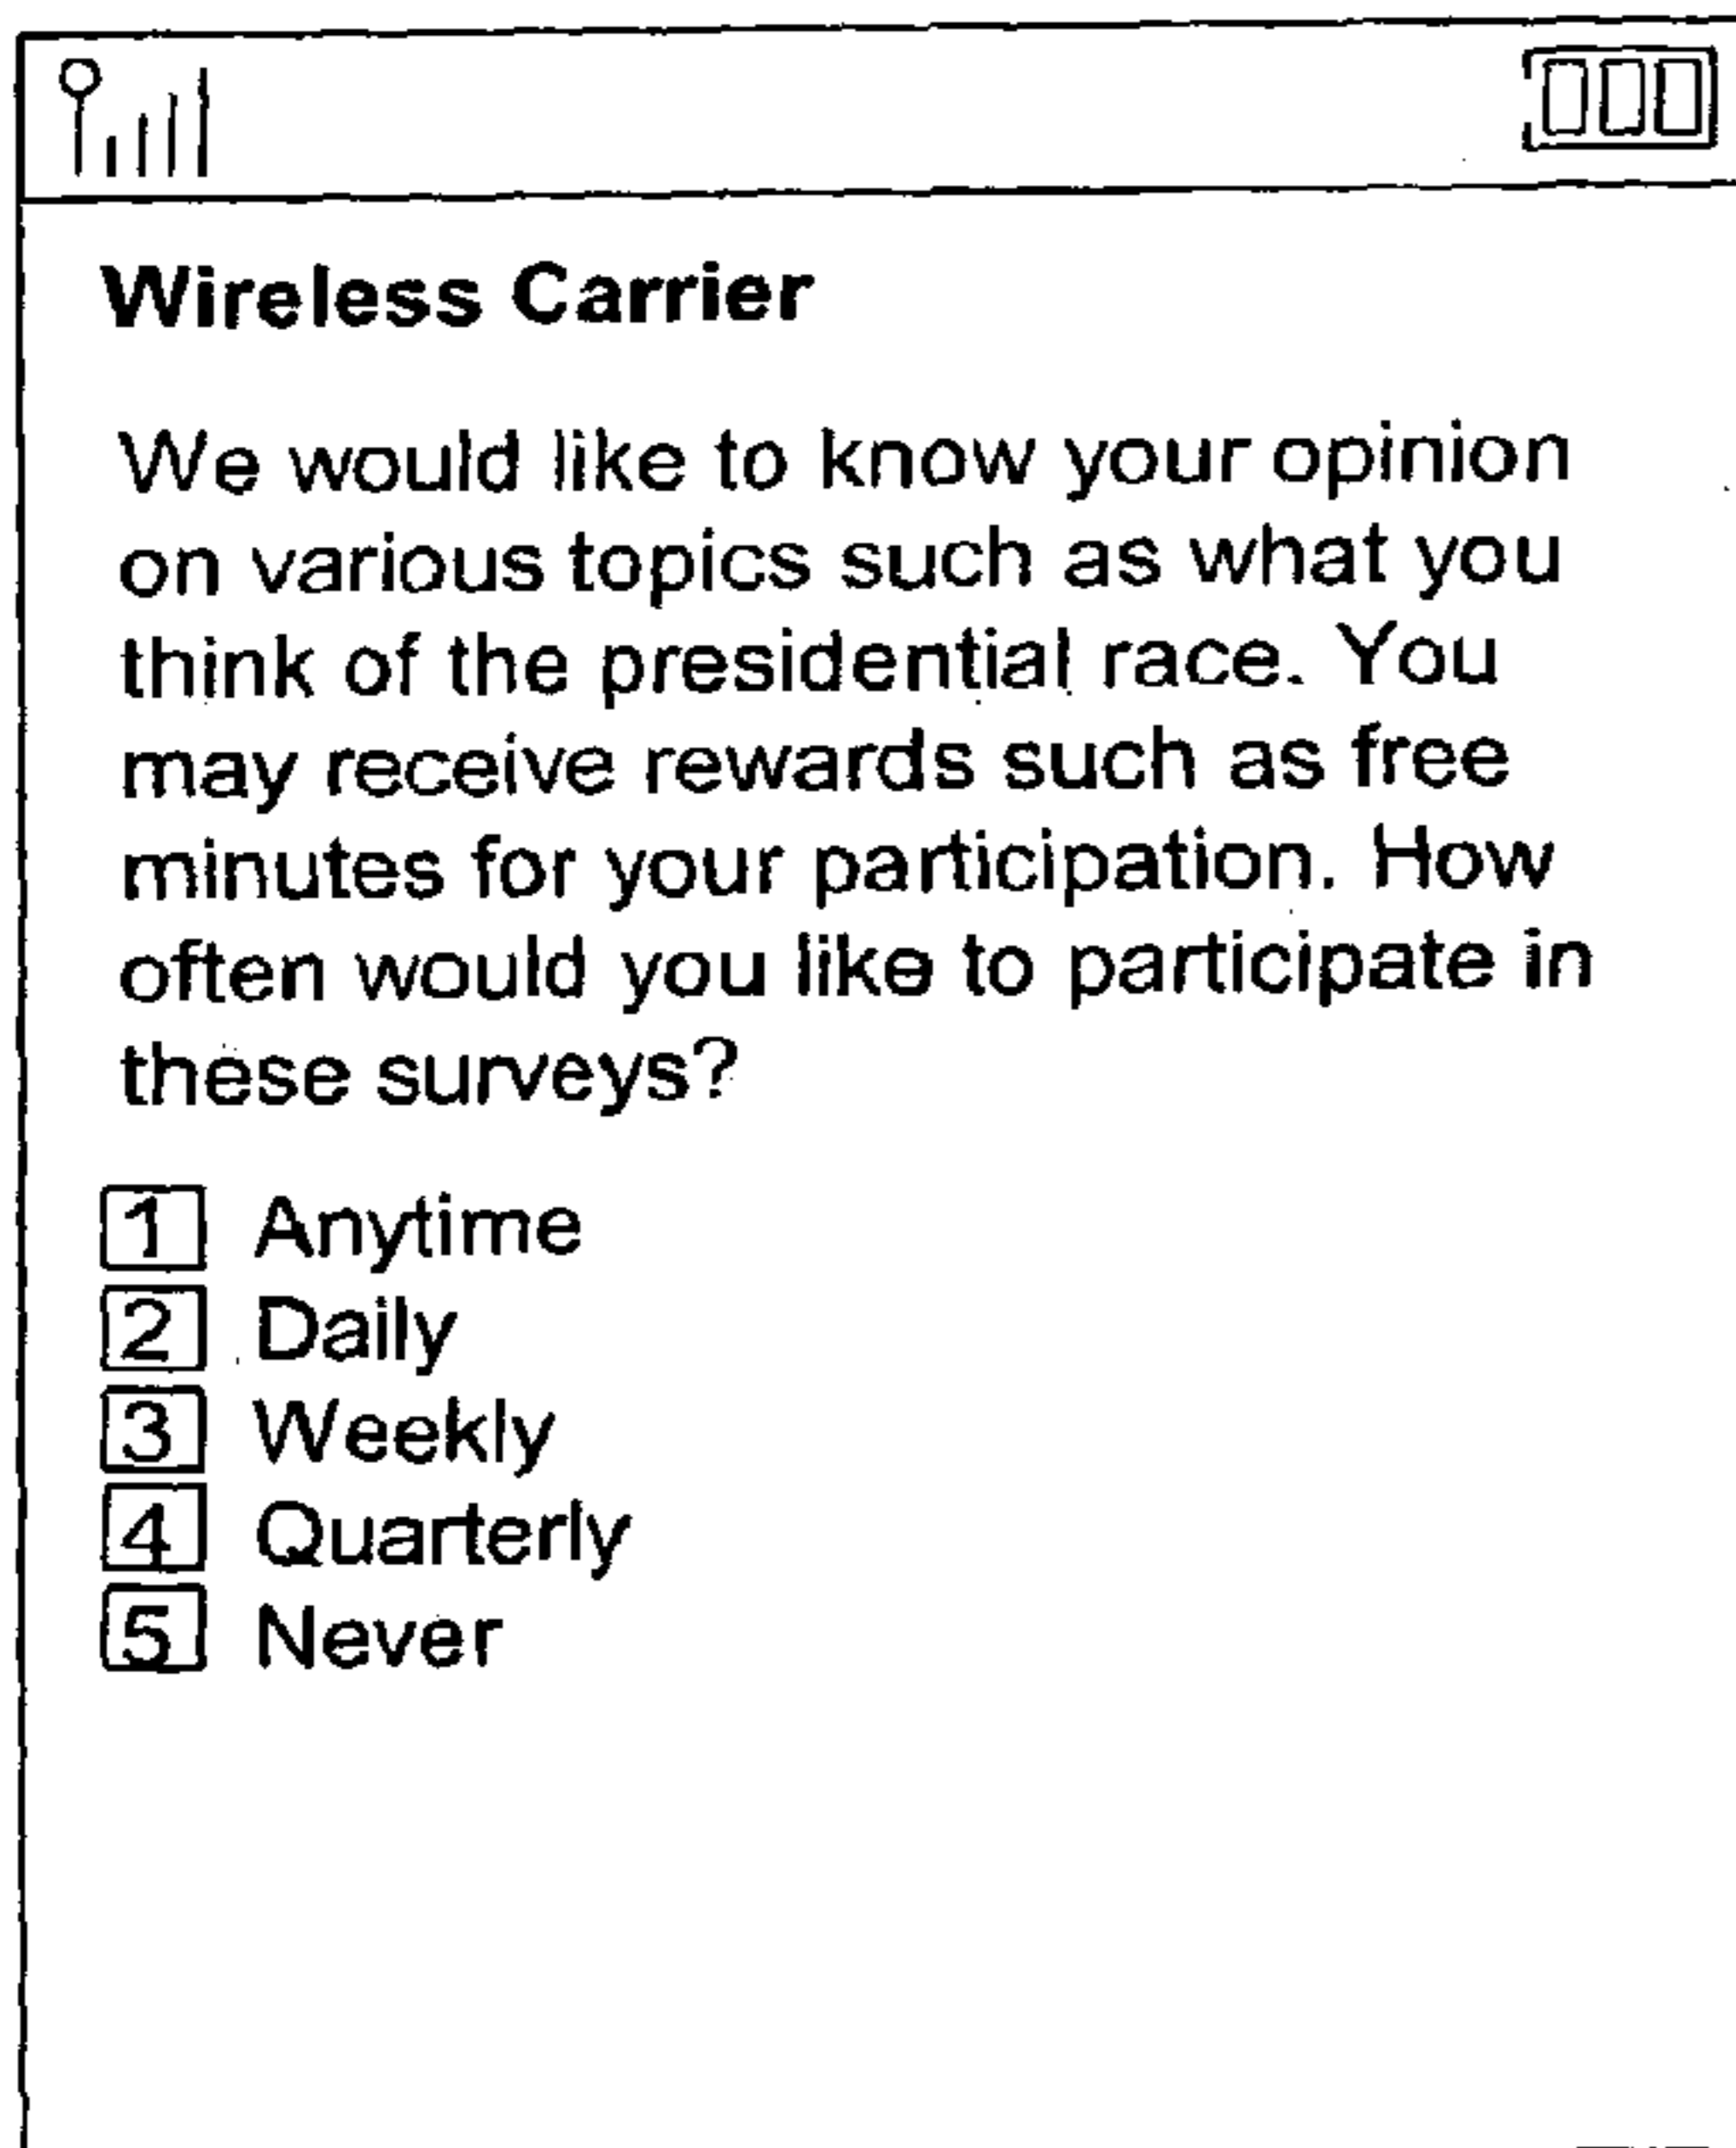 Wireless Carrier
We would like to know your opinion
on various topics such as what you
think of the presidential race. You
may receive rewards such as free
minutes for your participation. How
often would you like to participate in
these surveys?
1 Anytime
2 Daily
3 Weekly
4 Quarterly
5 Never